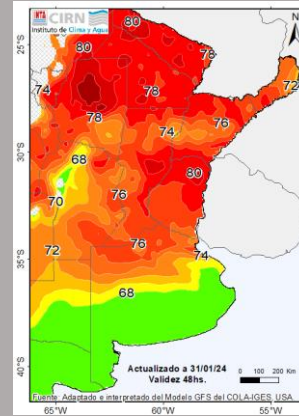 INTA CIRN
Instituto de Clima y Agua
N
25°S
30°S
35°S
40°S
80
80
78
74
72
78
78
76
74
68
80
70
76
72
76
74
68
Actualizado a 31/01/24
Validez 48hs.
0 100 200 Km
Fuente: Adaptado e interpretado del Modelo GFS del COLA-IGES, USA.
65°W 60°W 55°W